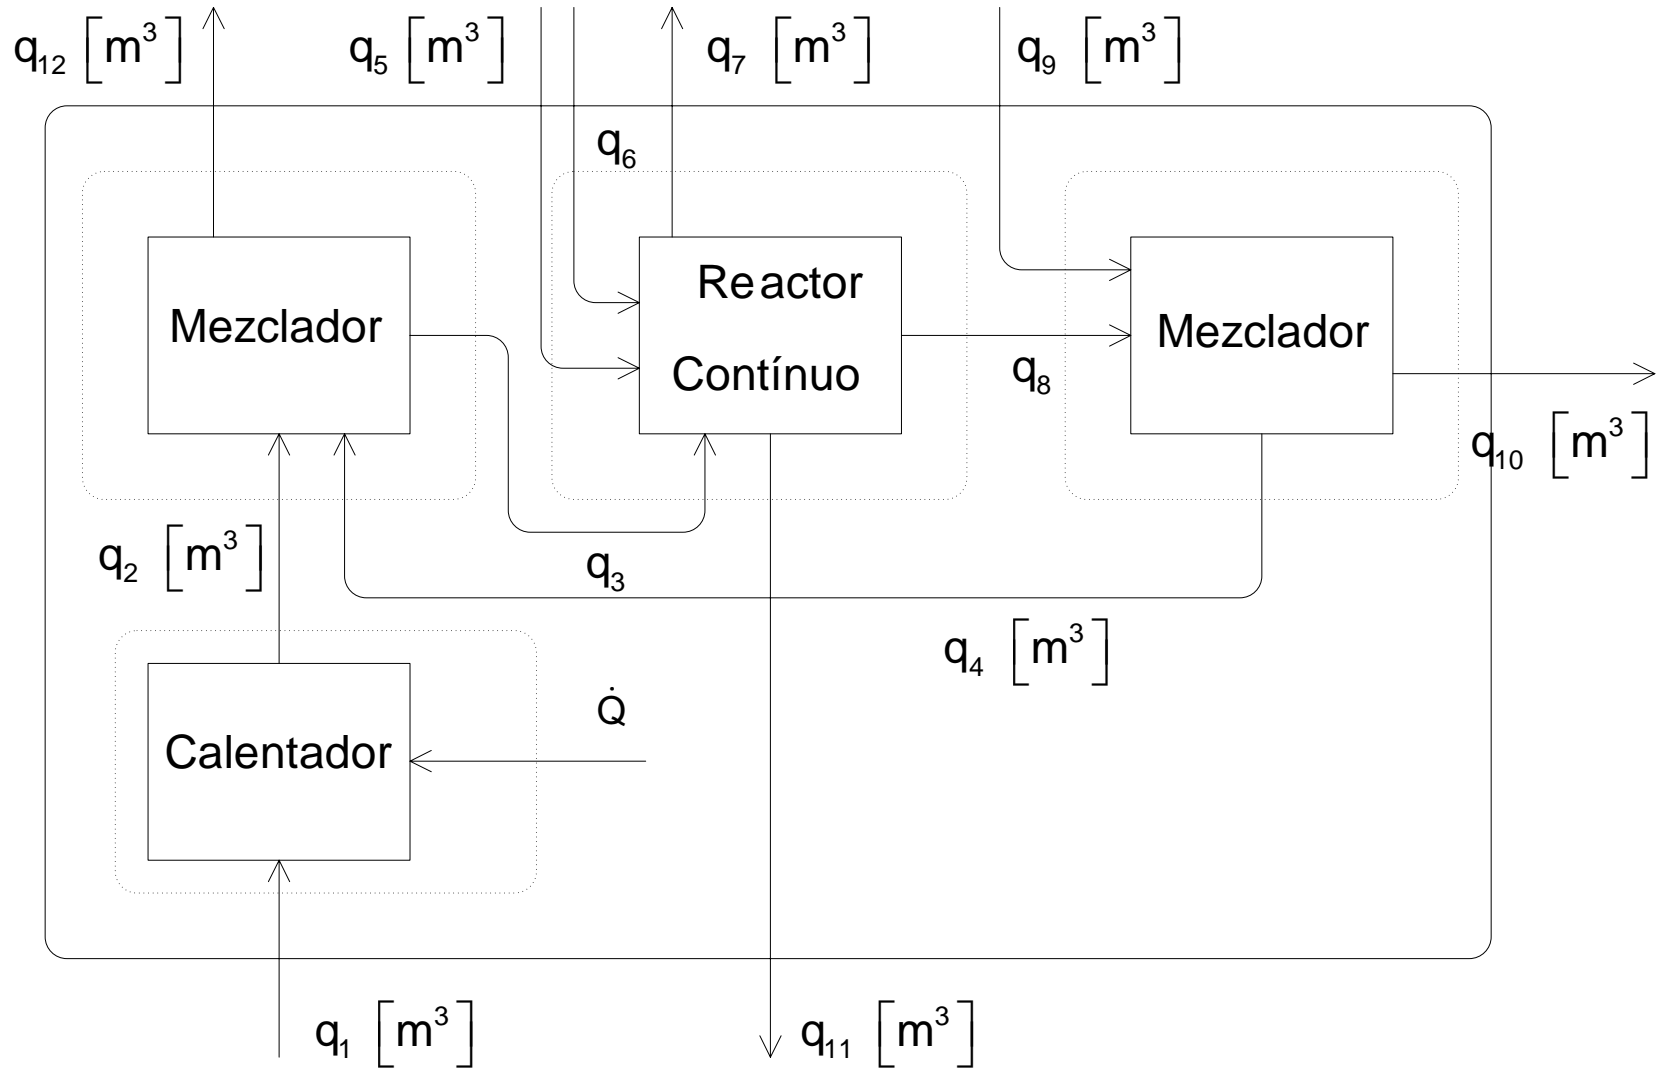 q12 [m³]
q5 [m³]
q7 [m³]
q9 [m³]
q6
Mezclador
Reactor
Contínuo
Mezclador
q8
q10 [m³]
q2 [m³]
q3
q4 [m³]
Q̇
Calentador
q1 [m³]
q11 [m³]